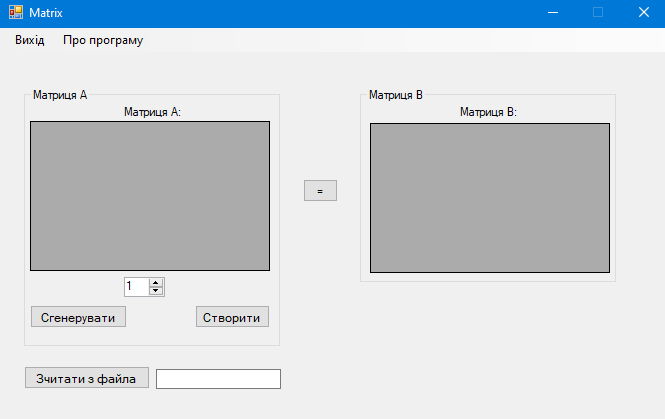 Matrix
Вихід Про програму
Матриця A
Матриця A:
Матриця B
Матриця B:
=
1
Сгенерувати Створити
Зчитати з файла